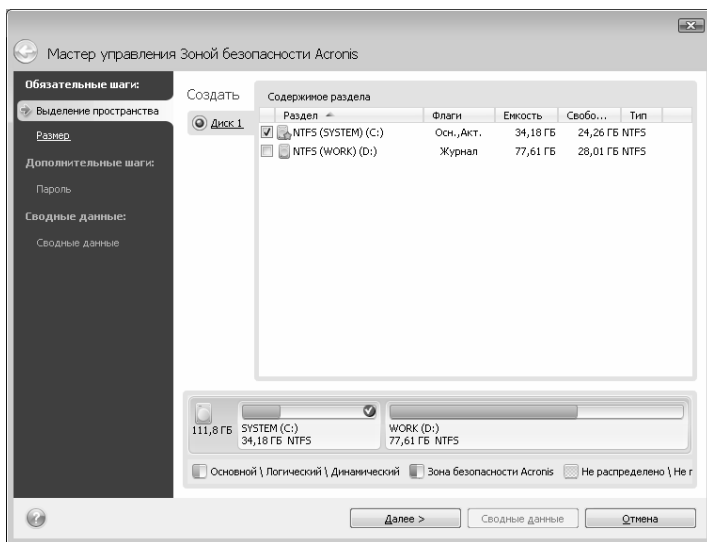 Мастер управления Зоной безопасности Acronis
Обязательные шаги:
Выделение пространства
Размер
Дополнительные шаги:
Пароль
Сводные данные:
Сводные данные
Создать
Диск 1
Содержимое раздела
Раздел Флаги Емкость Свобо... Тип
NTFS (SYSTEM) (C:) Осн.,Акт. 34,18 ГБ 24,26 ГБ NTFS
NTFS (WORK) (D:) Журнал 77,61 ГБ 28,01 ГБ NTFS
111,8 ГБ
SYSTEM (C:)
34,18 ГБ NTFS
WORK (D:)
77,61 ГБ NTFS
Основной \ Логический \ Динамический Зона безопасности Acronis Не распределено \ Не г
Далее > Сводные данные Отмена